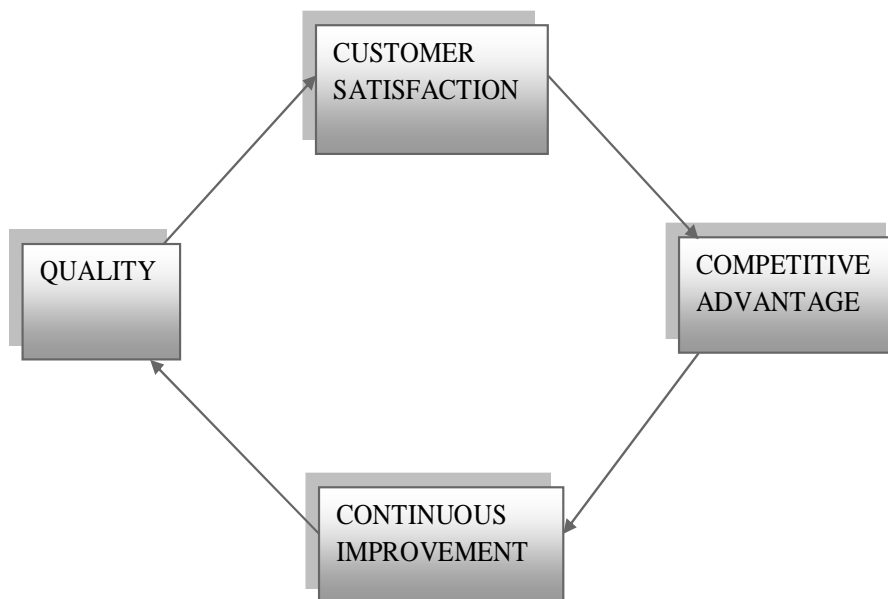 CUSTOMER
SATISFACTION
QUALITY
COMPETITIVE
ADVANTAGE
CONTINUOUS
IMPROVEMENT